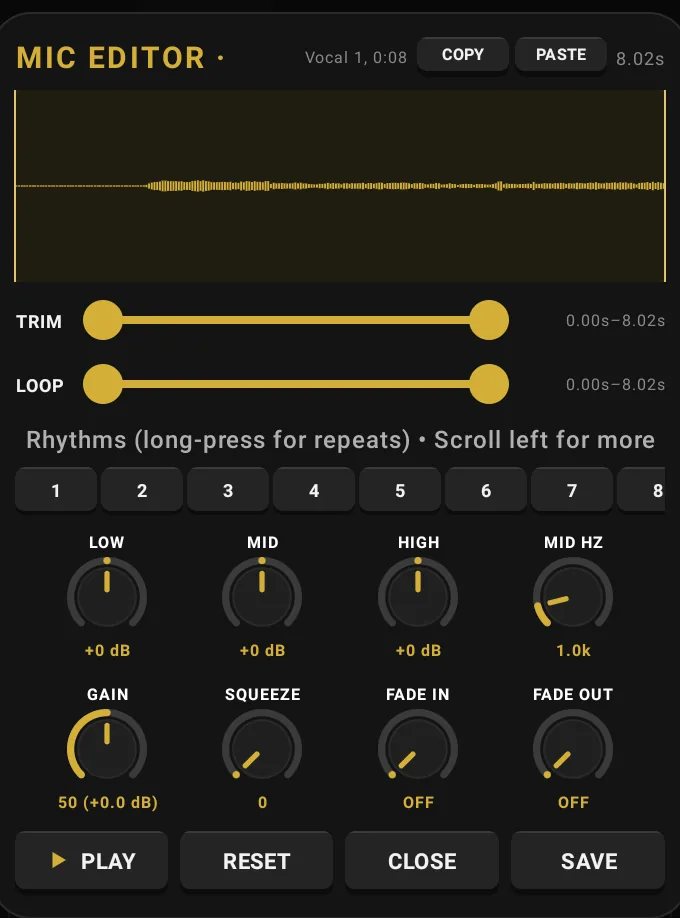 MIC EDITOR · Vocal 1, 0:08 COPY PASTE 8.02s
TRIM 0.00s–8.02s
LOOP 0.00s–8.02s
Rhythms (long-press for repeats) • Scroll left for more
1 2 3 4 5 6 7 8
LOW MID HIGH MID HZ
+0 dB +0 dB +0 dB 1.0k
GAIN SQUEEZE FADE IN FADE OUT
50 (+0.0 dB) 0 OFF OFF
PLAY RESET CLOSE SAVE